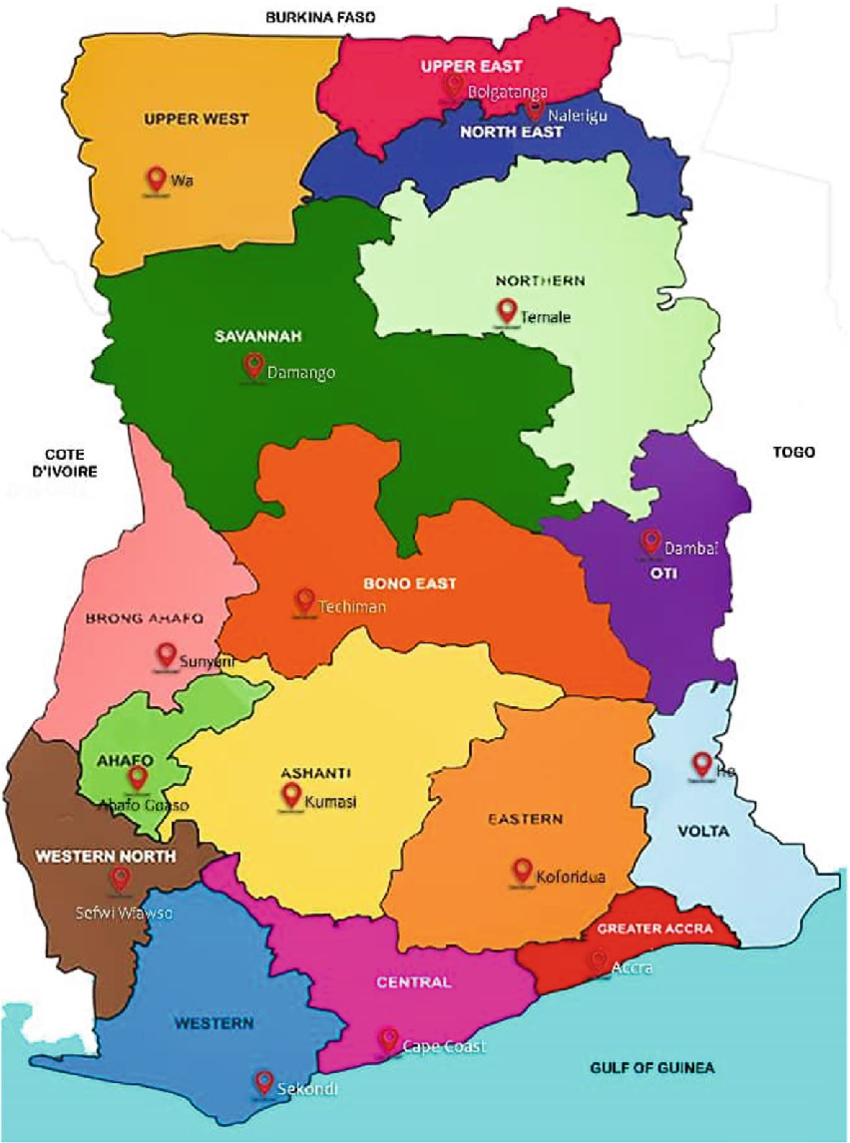 BURKINA FASO
UPPER EAST
Bolgatanga
Nalerigu
NORTH EAST
UPPER WEST
Wa
NORTHERN
Temale
SAVANNAH
Damango
COTE
D'IVOIRE
TOGO
Dambai
OTI
BONO EAST
Techiman
BRONG AHAFO
Sunyani
AHAFO
Ahafo Goaso
ASHANTI
Kumasi
EASTERN
Koforidua
Ho
VOLTA
WESTERN NORTH
Sefwi Wiawso
GREATER ACCRA
Accra
CENTRAL
Cape Coast
WESTERN
Sekondi
GULF OF GUINEA